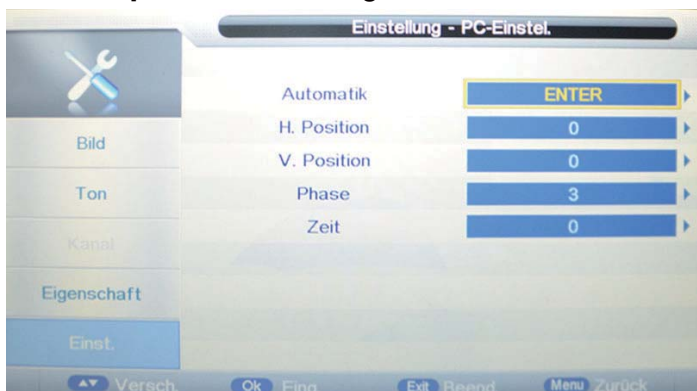 Einstellung - PC-Einstel.
Automatik ENTER
H. Position 0
V. Position 0
Phase 3
Zeit 0
Bild
Ton
Kanal
Eigenschaft
Einst.
Versch. Ok Eing. Exit Beend. Menu Zurück